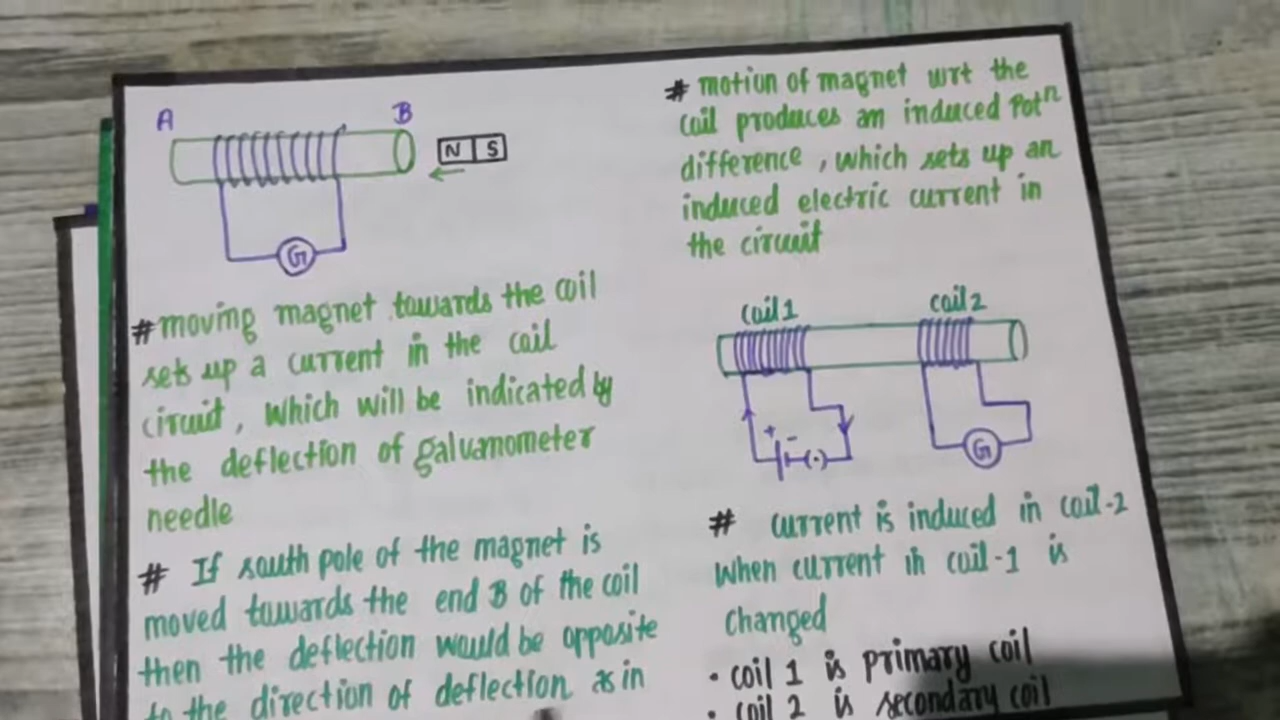 A
B
N S
G
# moving magnet towards the coil
sets up a current in the coil
circuit, which will be indicated by
the deflection of galvanometer
needle
# If south pole of the magnet is
moved towards the end B of the coil
then the deflection would be opposite
to the direction of deflection as in
# motion of magnet wrt the
coil produces an induced Potⁿ
difference, which sets up an
induced electric current in
the circuit
coil 1
coil 2
+ -
(·)
G
# current is induced in coil-2
when current in coil-1 is
changed
• coil 1 is primary coil
• coil 2 is secondary coil